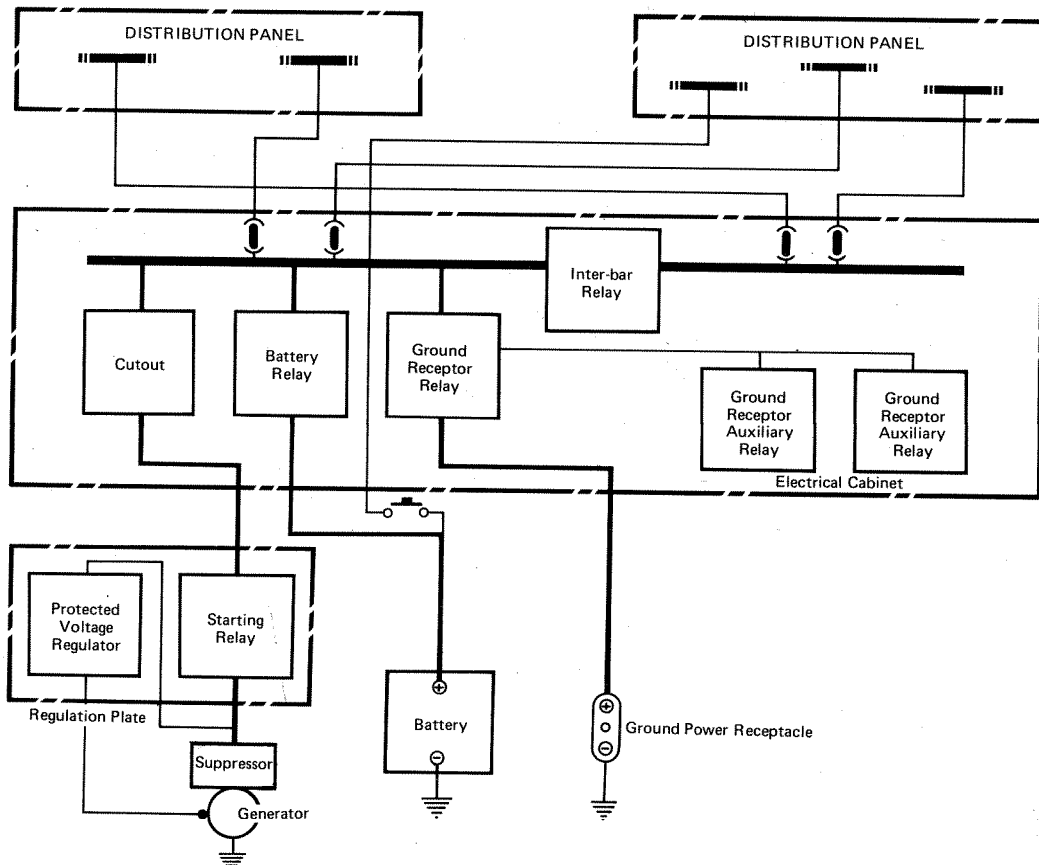 DISTRIBUTION PANEL
DISTRIBUTION PANEL
Inter-bar
Relay
Cutout
Battery
Relay
Ground
Receptor
Relay
Ground
Receptor
Auxiliary
Relay
Ground
Receptor
Auxiliary
Relay
Electrical Cabinet
Protected
Voltage
Regulator
Starting
Relay
Regulation Plate
Battery
Ground Power Receptacle
Suppressor
Generator